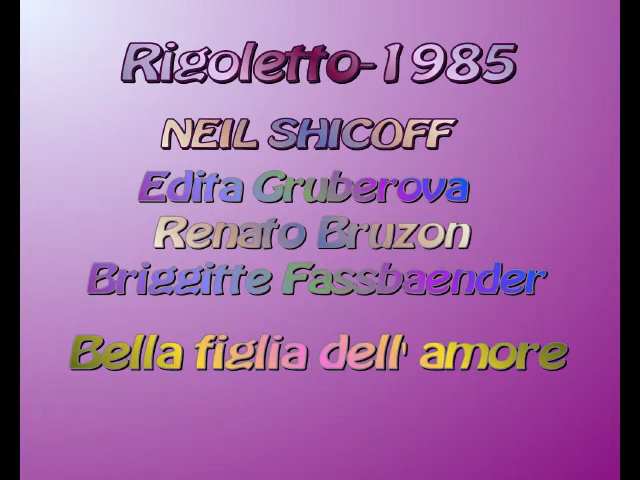 Rigoletto-1985
NEIL SHICOFF
Edita Gruberova
Renato Bruzon
Briggitte Fassbaender
Bella figlia dell' amore